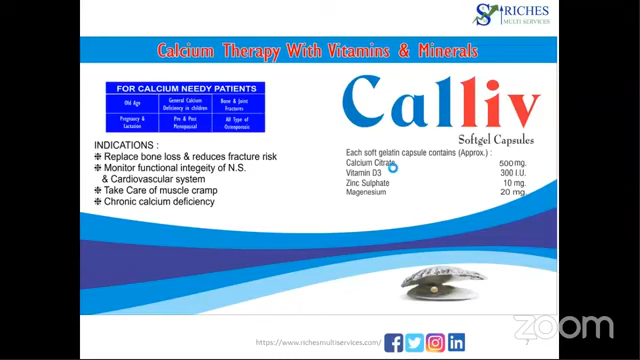 RICHES
MULTI SERVICES
Calcium Therapy With Vitamins & Minerals
FOR CALCIUM NEEDY PATIENTS
Old Age
General Calcium Deficiency in children
Bone & Joint Fractures
Pregnancy & Lactation
Pre & Post Menopausal
All Type of Osteoporosis
INDICATIONS :
❉ Replace bone loss & reduces fracture risk
❉ Monitor functional integeity of N.S.
& Cardiovascular system
❉ Take Care of muscle cramp
❉ Chronic calcium deficiency
Calliv
Softgel Capsules
Each soft gelatin capsule contains (Approx.) :
Calcium Citrate 500 mg.
Vitamin D3 300 I.U.
Zinc Sulphate 10 mg.
Magenesium 20 mg.
https://www.richesmultiservices.com/
7
zoom